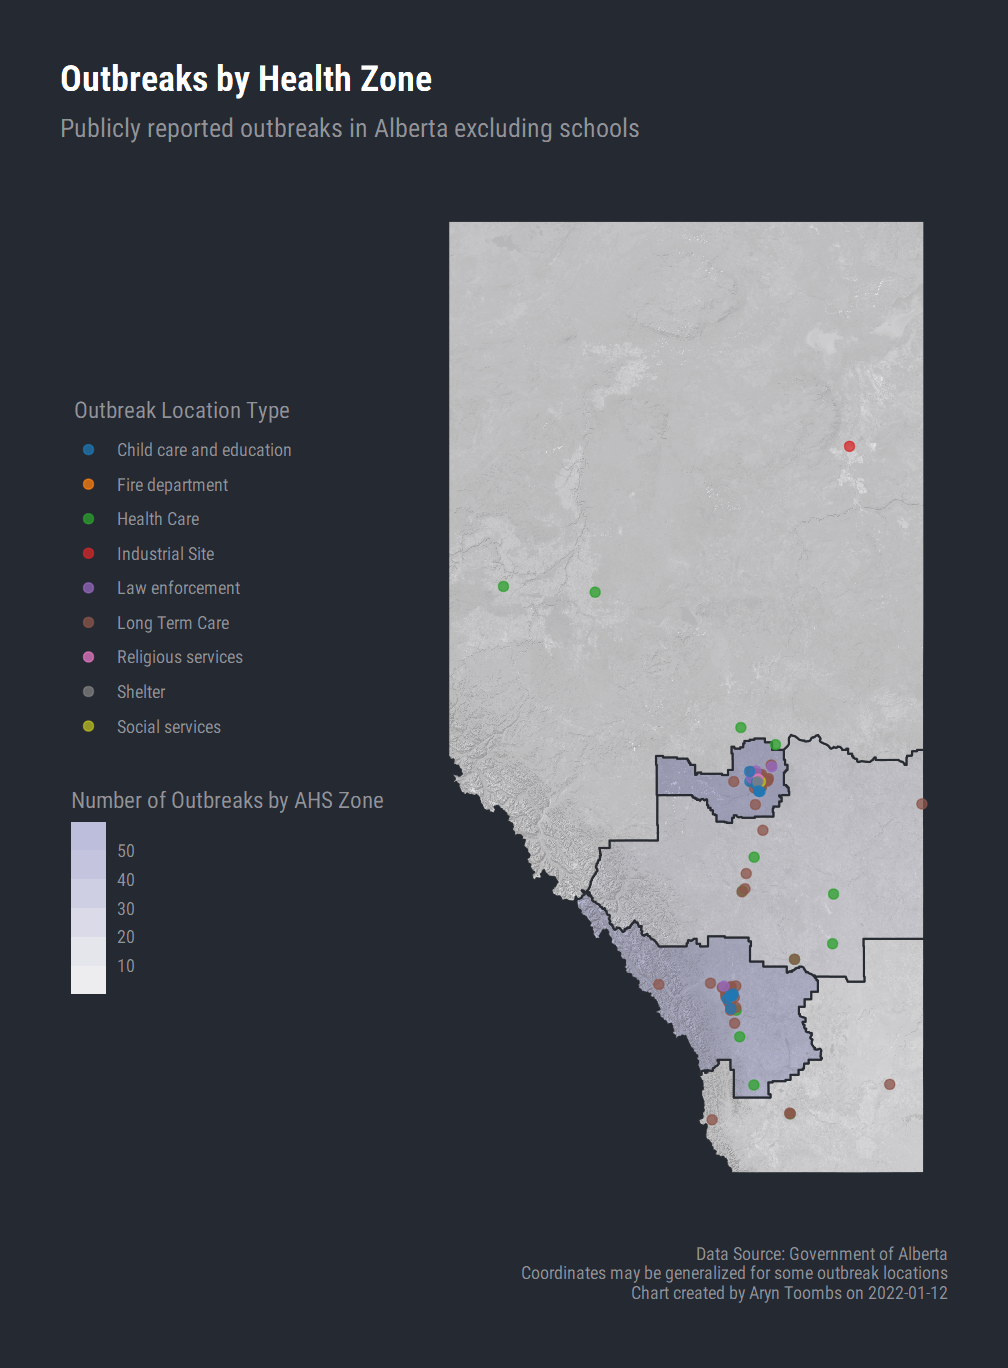 Outbreaks by Health Zone
Publicly reported outbreaks in Alberta excluding schools
Outbreak Location Type
Child care and education
Fire department
Health Care
Industrial Site
Law enforcement
Long Term Care
Religious services
Shelter
Social services
Number of Outbreaks by AHS Zone
50
40
30
20
10
Data Source: Government of Alberta
Coordinates may be generalized for some outbreak locations
Chart created by Aryn Toombs on 2022-01-12